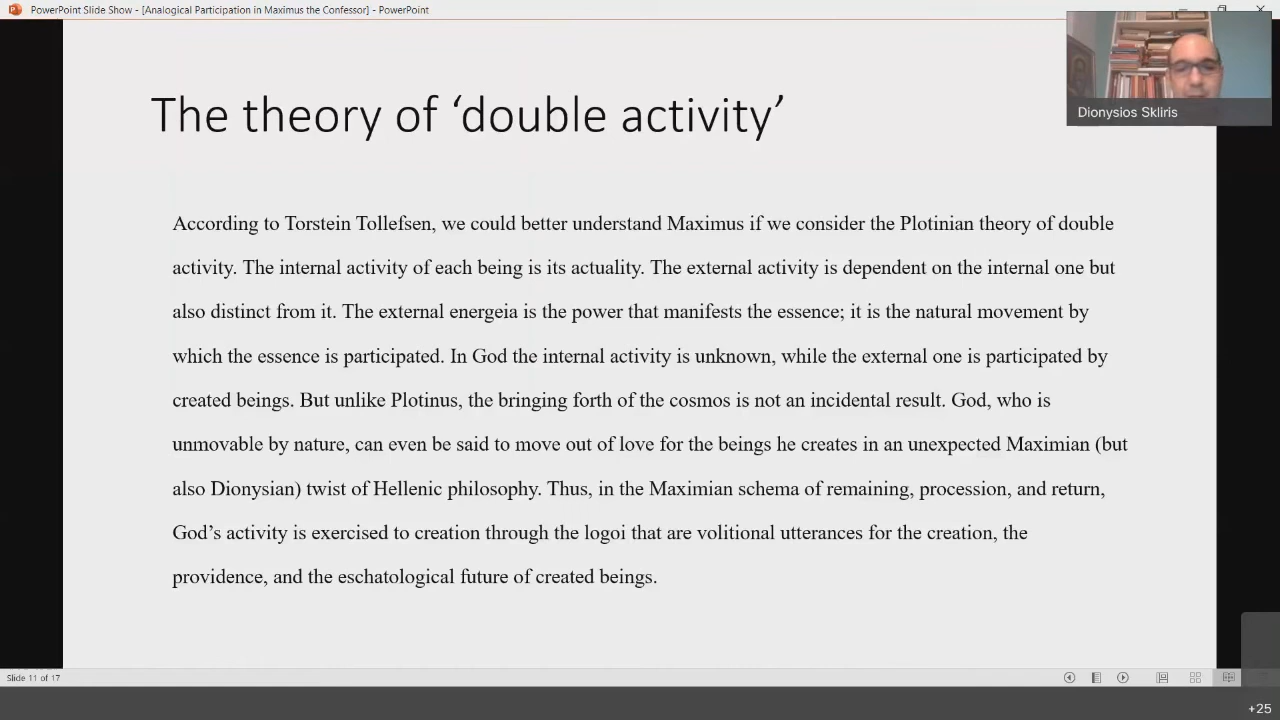 PowerPoint Slide Show - [Analogical Participation in Maximus the Confessor] - PowerPoint
Dionysios Skliris
The theory of ‘double activity’
According to Torstein Tollefsen, we could better understand Maximus if we consider the Plotinian theory of double
activity. The internal activity of each being is its actuality. The external activity is dependent on the internal one but
also distinct from it. The external energeia is the power that manifests the essence; it is the natural movement by
which the essence is participated. In God the internal activity is unknown, while the external one is participated by
created beings. But unlike Plotinus, the bringing forth of the cosmos is not an incidental result. God, who is
unmovable by nature, can even be said to move out of love for the beings he creates in an unexpected Maximian (but
also Dionysian) twist of Hellenic philosophy. Thus, in the Maximian schema of remaining, procession, and return,
God’s activity is exercised to creation through the logoi that are volitional utterances for the creation, the
providence, and the eschatological future of created beings.
Slide 11 of 17
+25